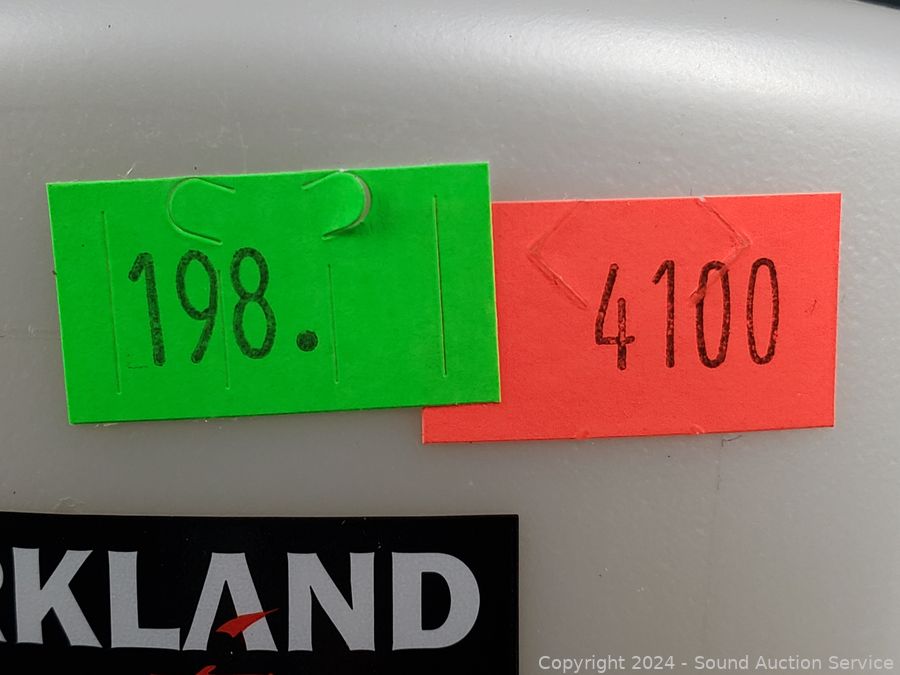 198.
4100
RKLAND
Copyright 2024 - Sound Auction Service